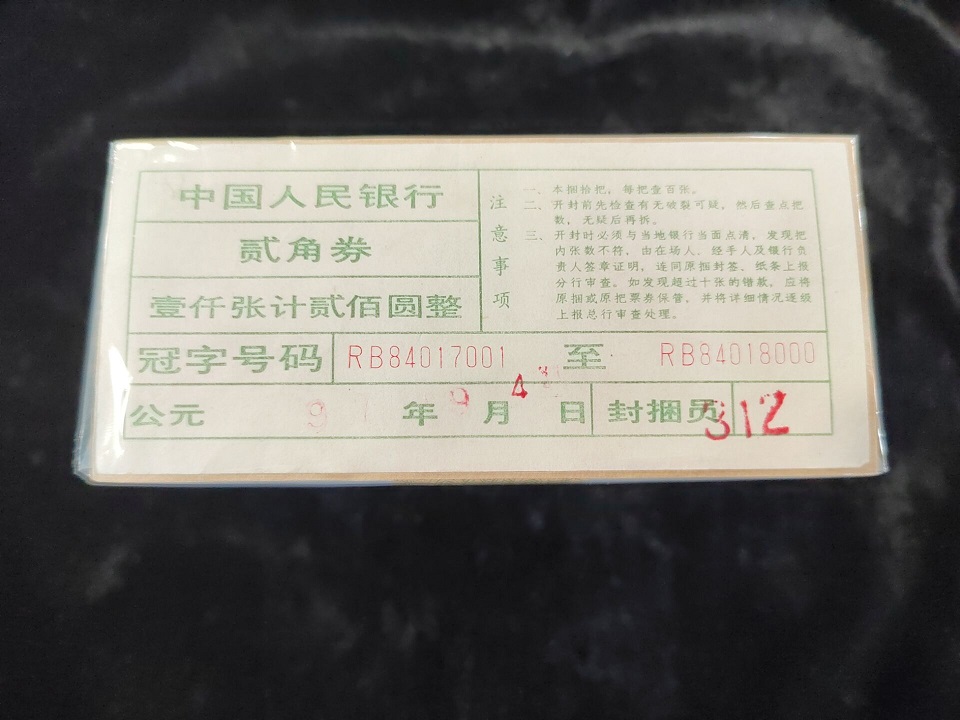 中国人民银行
贰角券
壹仟张计贰佰圆整
注意事项
一、本捆拾把，每把壹百张。
二、开封前先检查有无破裂可疑，然后查点把
数，无疑后再拆。
三、开封时必须与当地银行当面点清，发现把
内张数不符，由在场人、经手人及银行负
责人签章证明，连同原捆封签、纸条上报
分行审查。如发现超过十张的错款，应将
原捆或原把票券保管，并将详细情况逐级
上报总行审查处理。
冠字号码 RB84017001 至 RB84018000
公元 91 年 9 月 4 日 封捆员 312